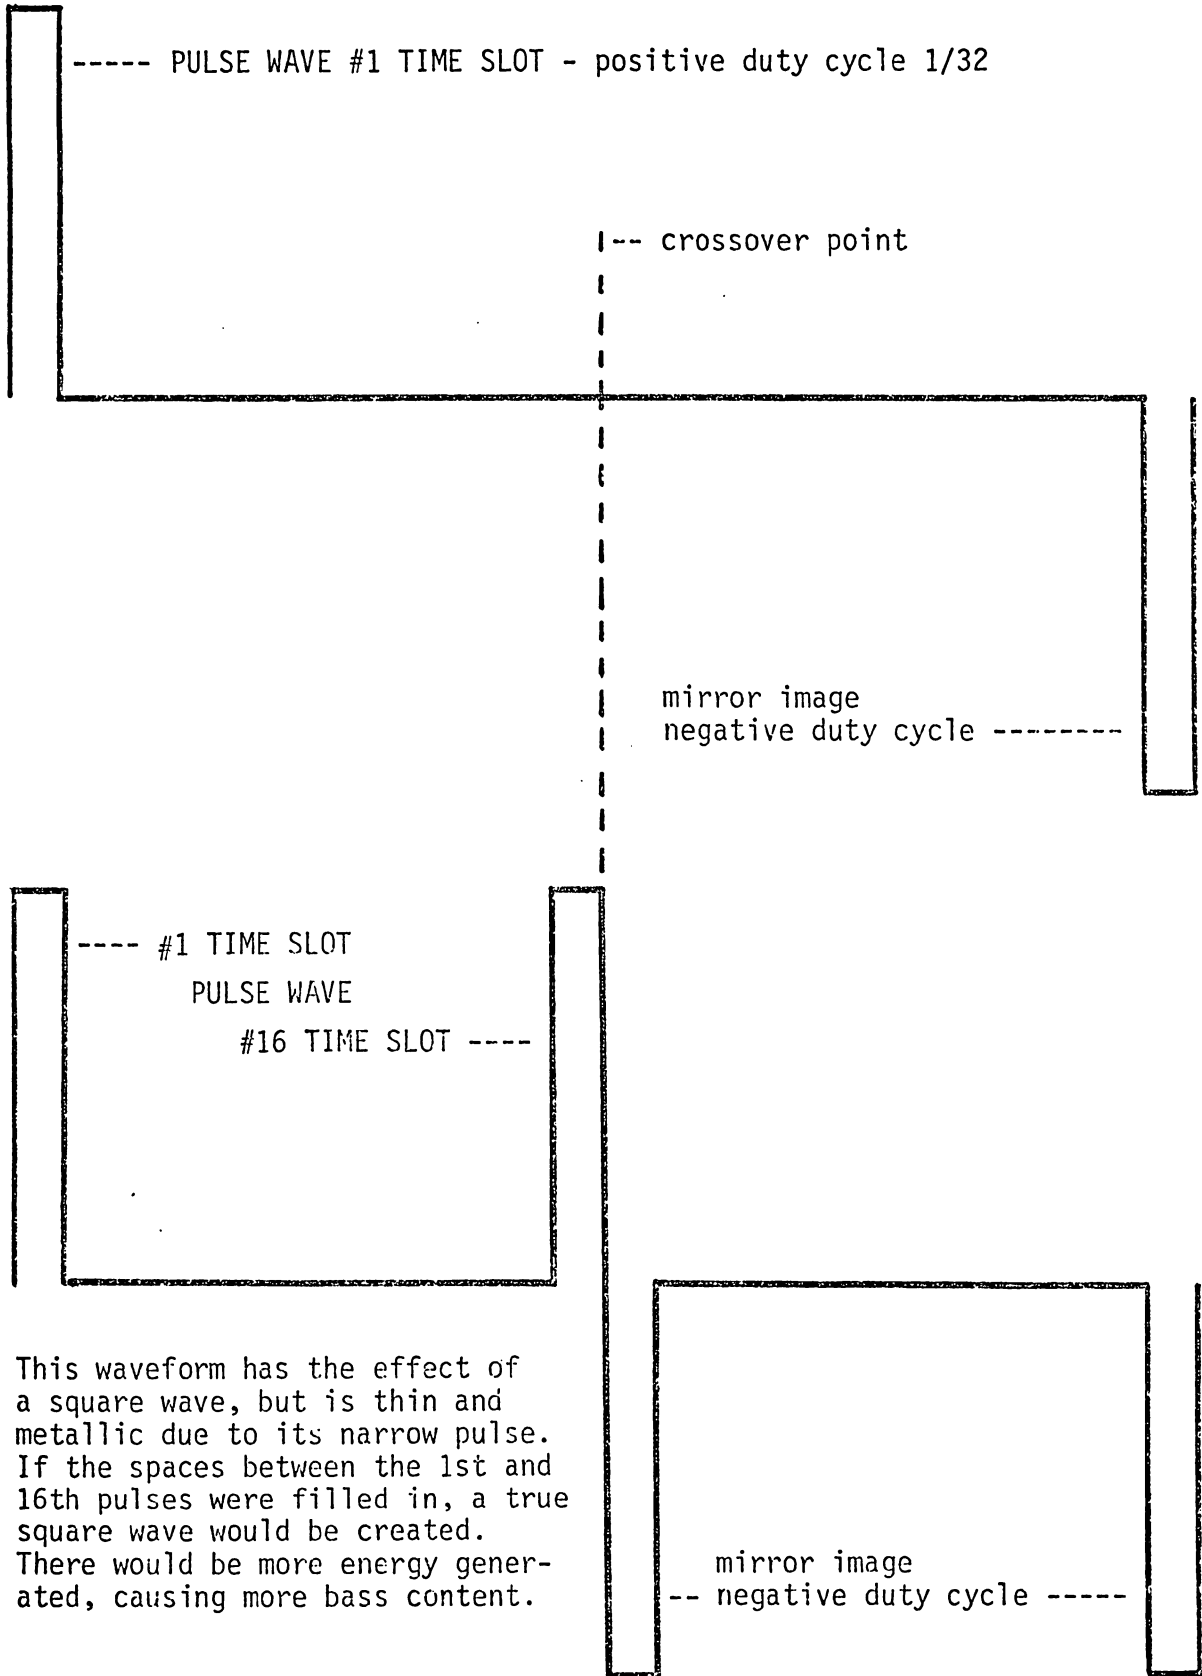 ----- PULSE WAVE #1 TIME SLOT - positive duty cycle 1/32
-- crossover point
mirror image
negative duty cycle --------
---- #1 TIME SLOT
PULSE WAVE
#16 TIME SLOT ----
This waveform has the effect of
a square wave, but is thin and
metallic due to its narrow pulse.
If the spaces between the 1st and
16th pulses were filled in, a true
square wave would be created.
There would be more energy gener-
ated, causing more bass content.
mirror image
-- negative duty cycle -----